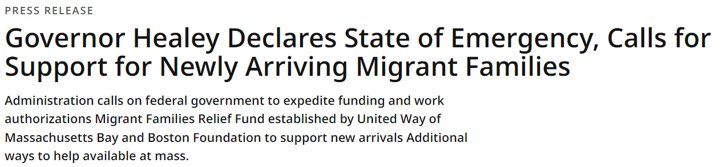 PRESS RELEASE
Governor Healey Declares State of Emergency, Calls for
Support for Newly Arriving Migrant Families
Administration calls on federal government to expedite funding and work
authorizations Migrant Families Relief Fund established by United Way of
Massachusetts Bay and Boston Foundation to support new arrivals Additional
ways to help available at mass.